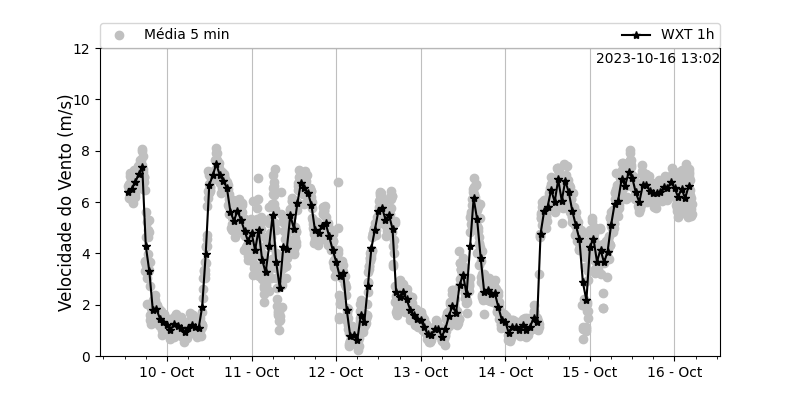 Média 5 min
WXT 1h
2023-10-16 13:02
Velocidade do Vento (m/s)
12
10
8
6
4
2
0
10 - Oct
11 - Oct
12 - Oct
13 - Oct
14 - Oct
15 - Oct
16 - Oct